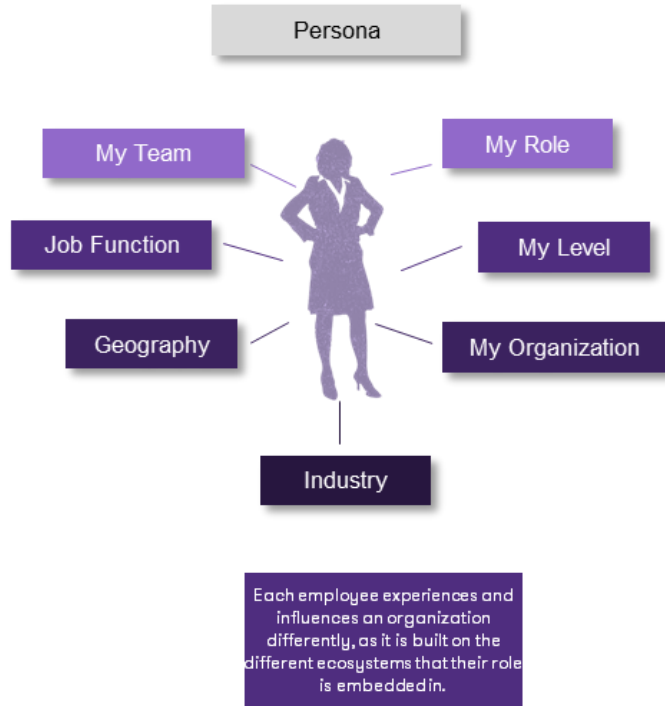 Persona
My Team
My Role
Job Function
My Level
Geography
My Organization
Industry
Each employee experiences and
influences an organization
differently, as it is built on the
different ecosystems that their role
is embedded in.